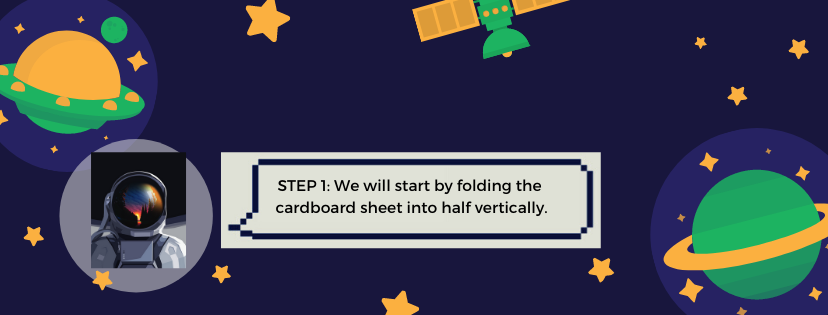 STEP 1: We will start by folding the
cardboard sheet into half vertically.